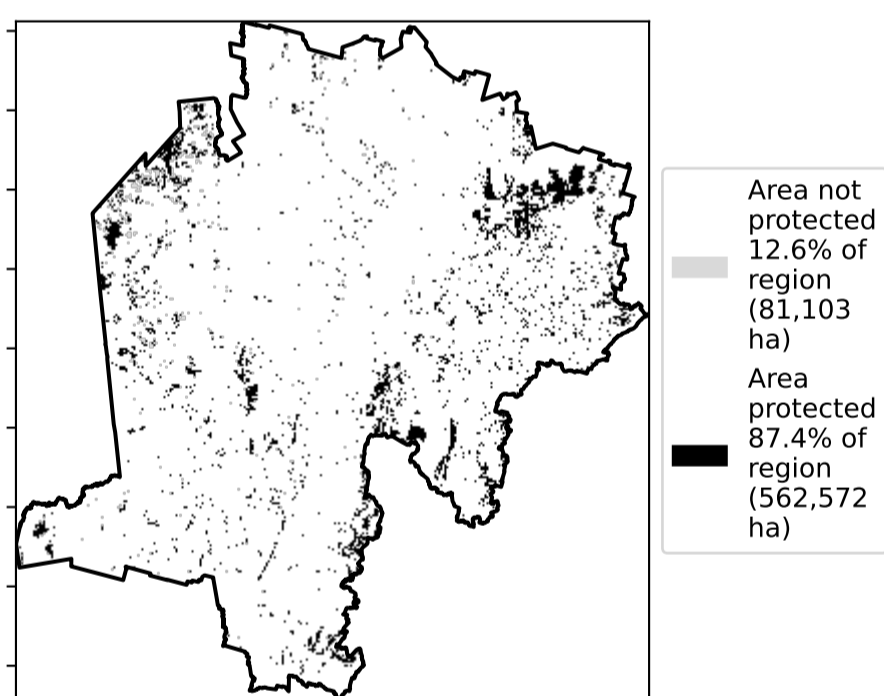 Area not
protected
12.6% of
region
(81,103
ha)
Area
protected
87.4% of
region
(562,572
ha)